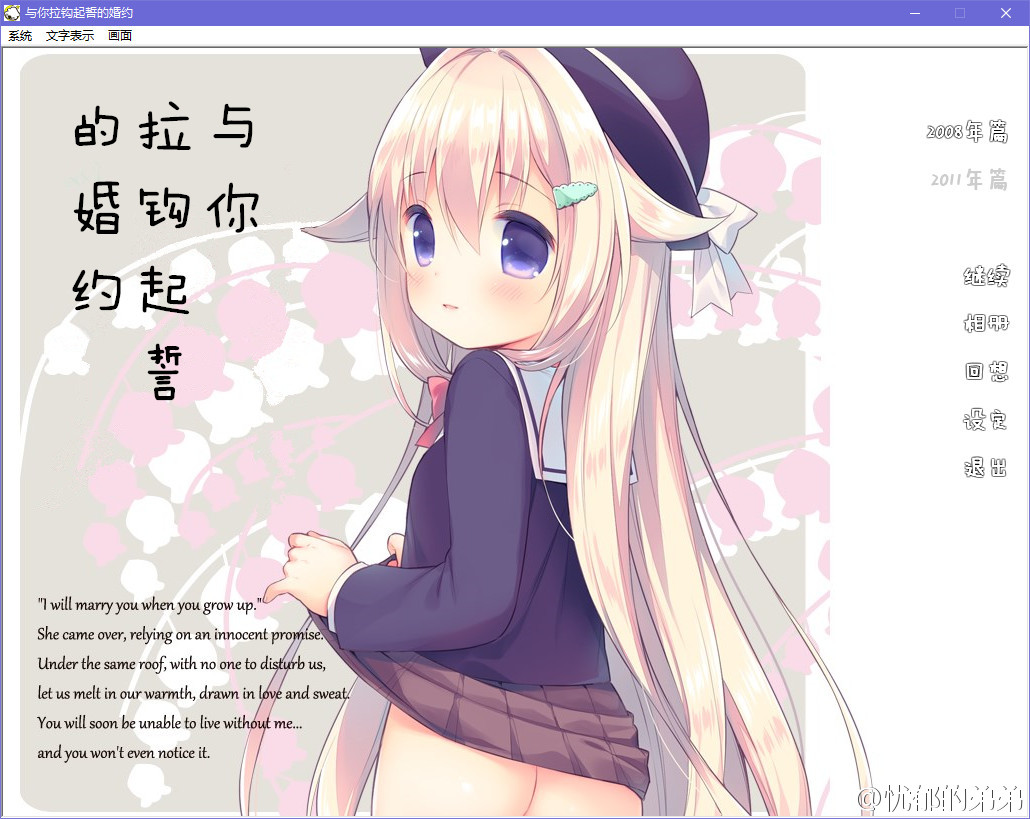 与你拉钩起誓的婚约
系统 文字表示 画面
与你
拉钩起誓
的婚约
2008年篇
2011年篇
继续
相册
回想
设定
退出
"I will marry you when you grow up."
She came over, relying on an innocent promise.
Under the same roof, with no one to disturb us,
let us melt in our warmth, drawn in love and sweat.
You will soon be unable to live without me...
and you won't even notice it.
@忧郁的弟弟